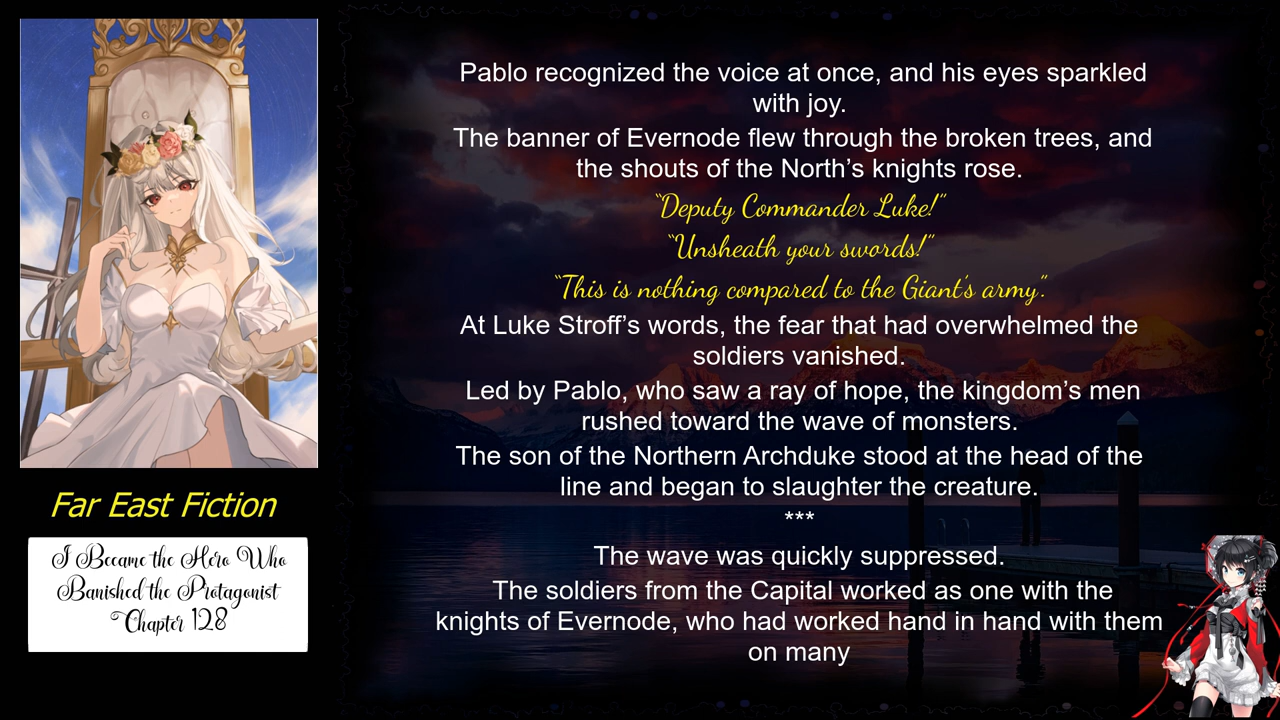 Pablo recognized the voice at once, and his eyes sparkled
with joy.
The banner of Evernode flew through the broken trees, and
the shouts of the North’s knights rose.
“Deputy Commander Luke!”
“Unsheath your swords!”
“This is nothing compared to the Giant’s army”.
At Luke Stroff’s words, the fear that had overwhelmed the
soldiers vanished.
Led by Pablo, who saw a ray of hope, the kingdom’s men
rushed toward the wave of monsters.
The son of the Northern Archduke stood at the head of the
line and began to slaughter the creature.
***
The wave was quickly suppressed.
The soldiers from the Capital worked as one with the
knights of Evernode, who had worked hand in hand with them
on many
Far East Fiction
I Became the Hero Who
Banished the Protagonist
Chapter 128